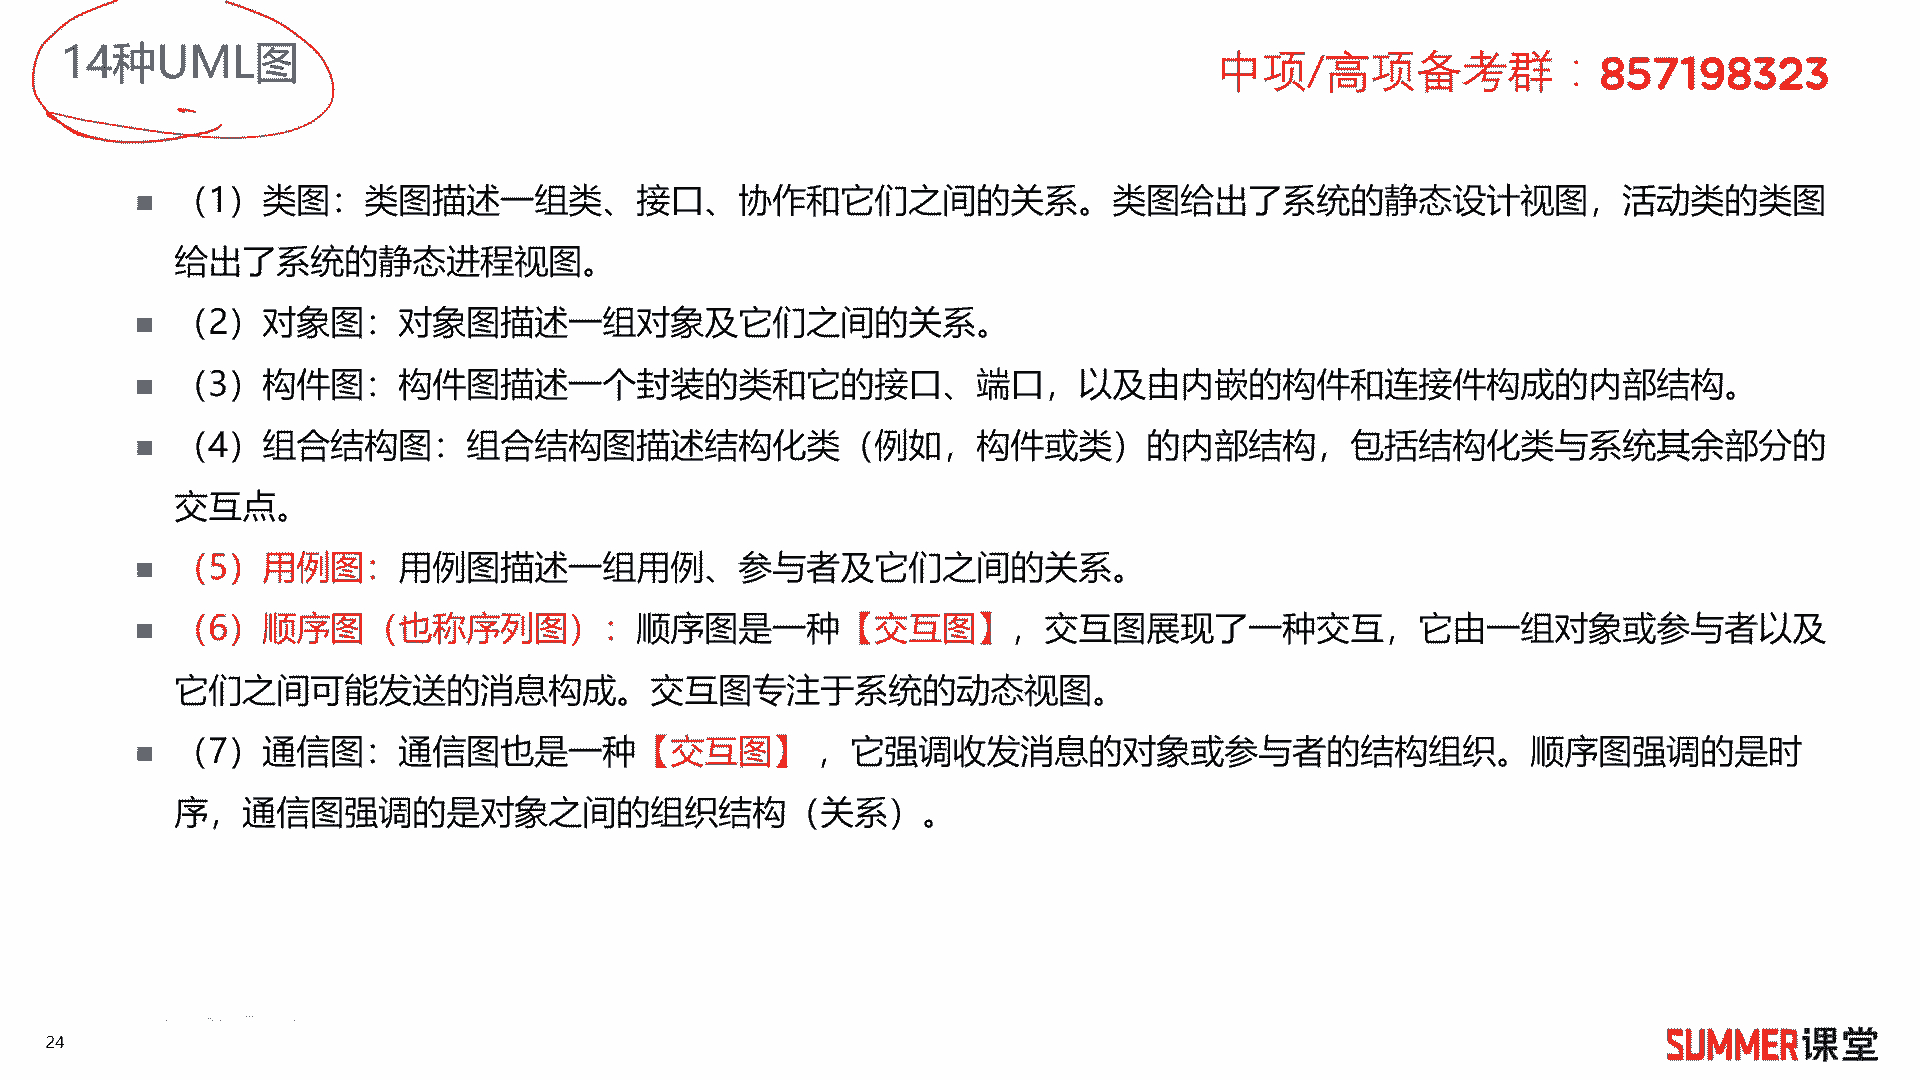 14种UML图
中项/高项备考群：857198323
（1）类图：类图描述一组类、接口、协作和它们之间的关系。类图给出了系统的静态设计视图，活动类的类图
给出了系统的静态进程视图。
（2）对象图：对象图描述一组对象及它们之间的关系。
（3）构件图：构件图描述一个封装的类和它的接口、端口，以及由内嵌的构件和连接件构成的内部结构。
（4）组合结构图：组合结构图描述结构化类（例如，构件或类）的内部结构，包括结构化类与系统其余部分的
交互点。
（5）用例图：用例图描述一组用例、参与者及它们之间的关系。
（6）顺序图（也称序列图）：顺序图是一种【交互图】，交互图展现了一种交互，它由一组对象或参与者以及
它们之间可能发送的消息构成。交互图专注于系统的动态视图。
（7）通信图：通信图也是一种【交互图】，它强调收发消息的对象或参与者的结构组织。顺序图强调的是时
序，通信图强调的是对象之间的组织结构（关系）。
24
SUMMER课堂